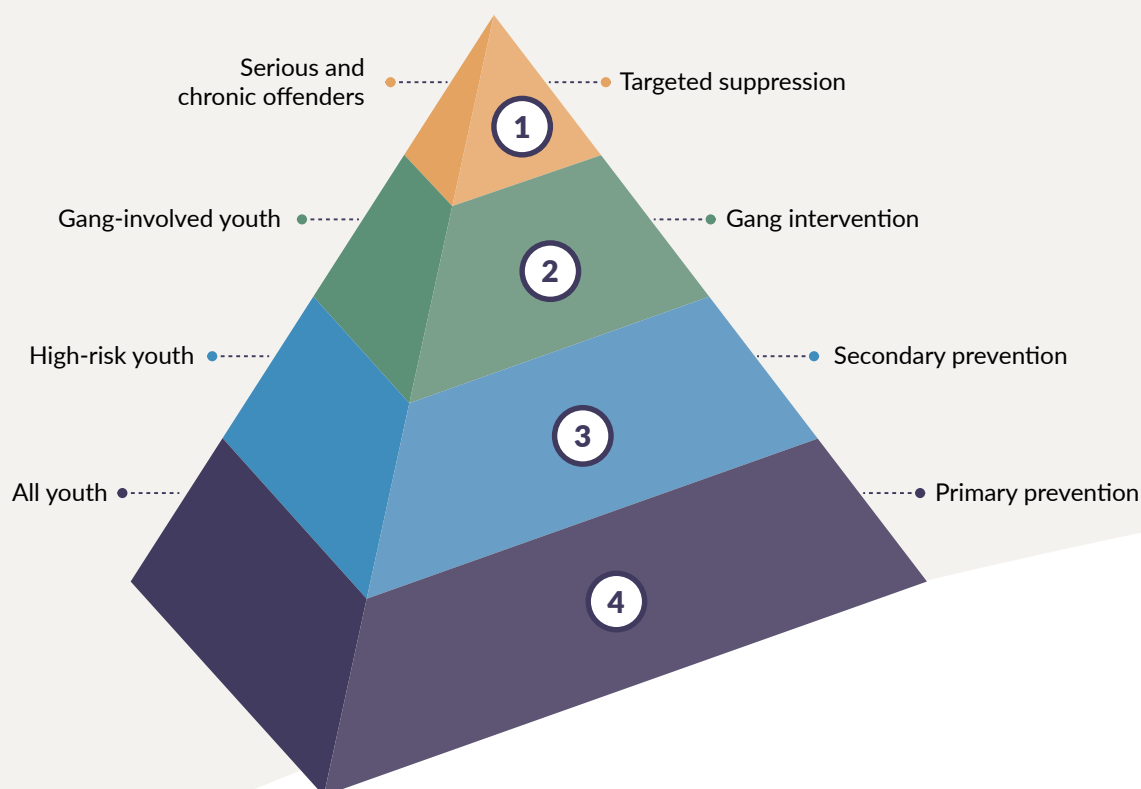 Serious and
chronic offenders
Targeted suppression
1
Gang-involved youth
Gang intervention
2
High-risk youth
Secondary prevention
3
All youth
Primary prevention
4